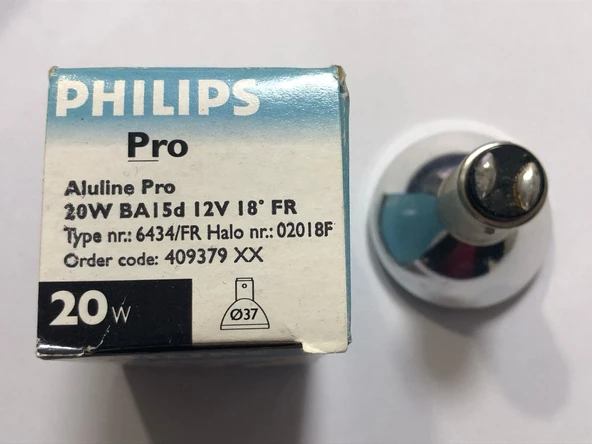 PHILIPS
Pro
Aluline Pro
20W BA15d 12V 18° FR
Type nr.: 6434/FR Halo nr.: 02018F
Order code: 409379 XX
20W
Ø37